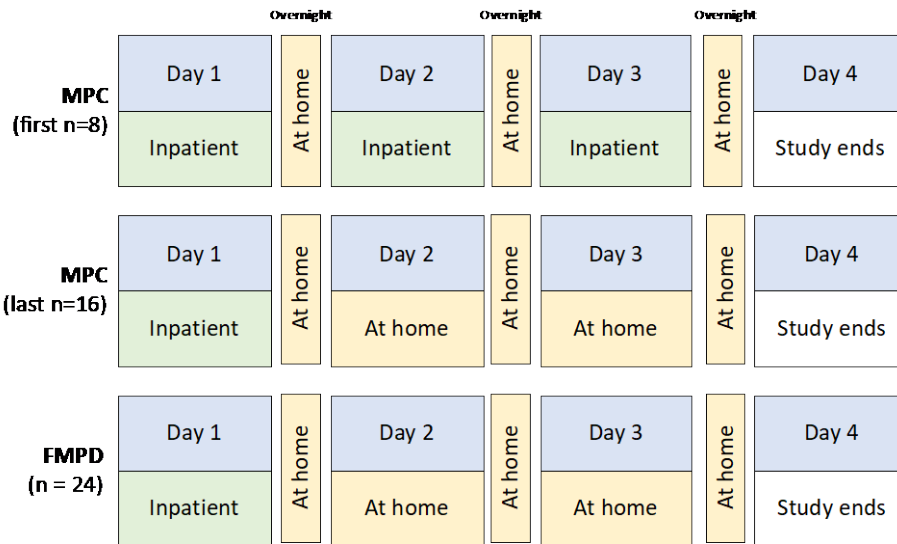 Overnight Overnight Overnight
Day 1 Day 2 Day 3 Day 4
MPC
(first n=8)
At home At home At home
Inpatient Inpatient Inpatient Study ends
Day 1 Day 2 Day 3 Day 4
MPC
(last n=16)
At home At home At home
Inpatient At home At home Study ends
Day 1 Day 2 Day 3 Day 4
FMPD
(n = 24)
At home At home At home
Inpatient At home At home Study ends